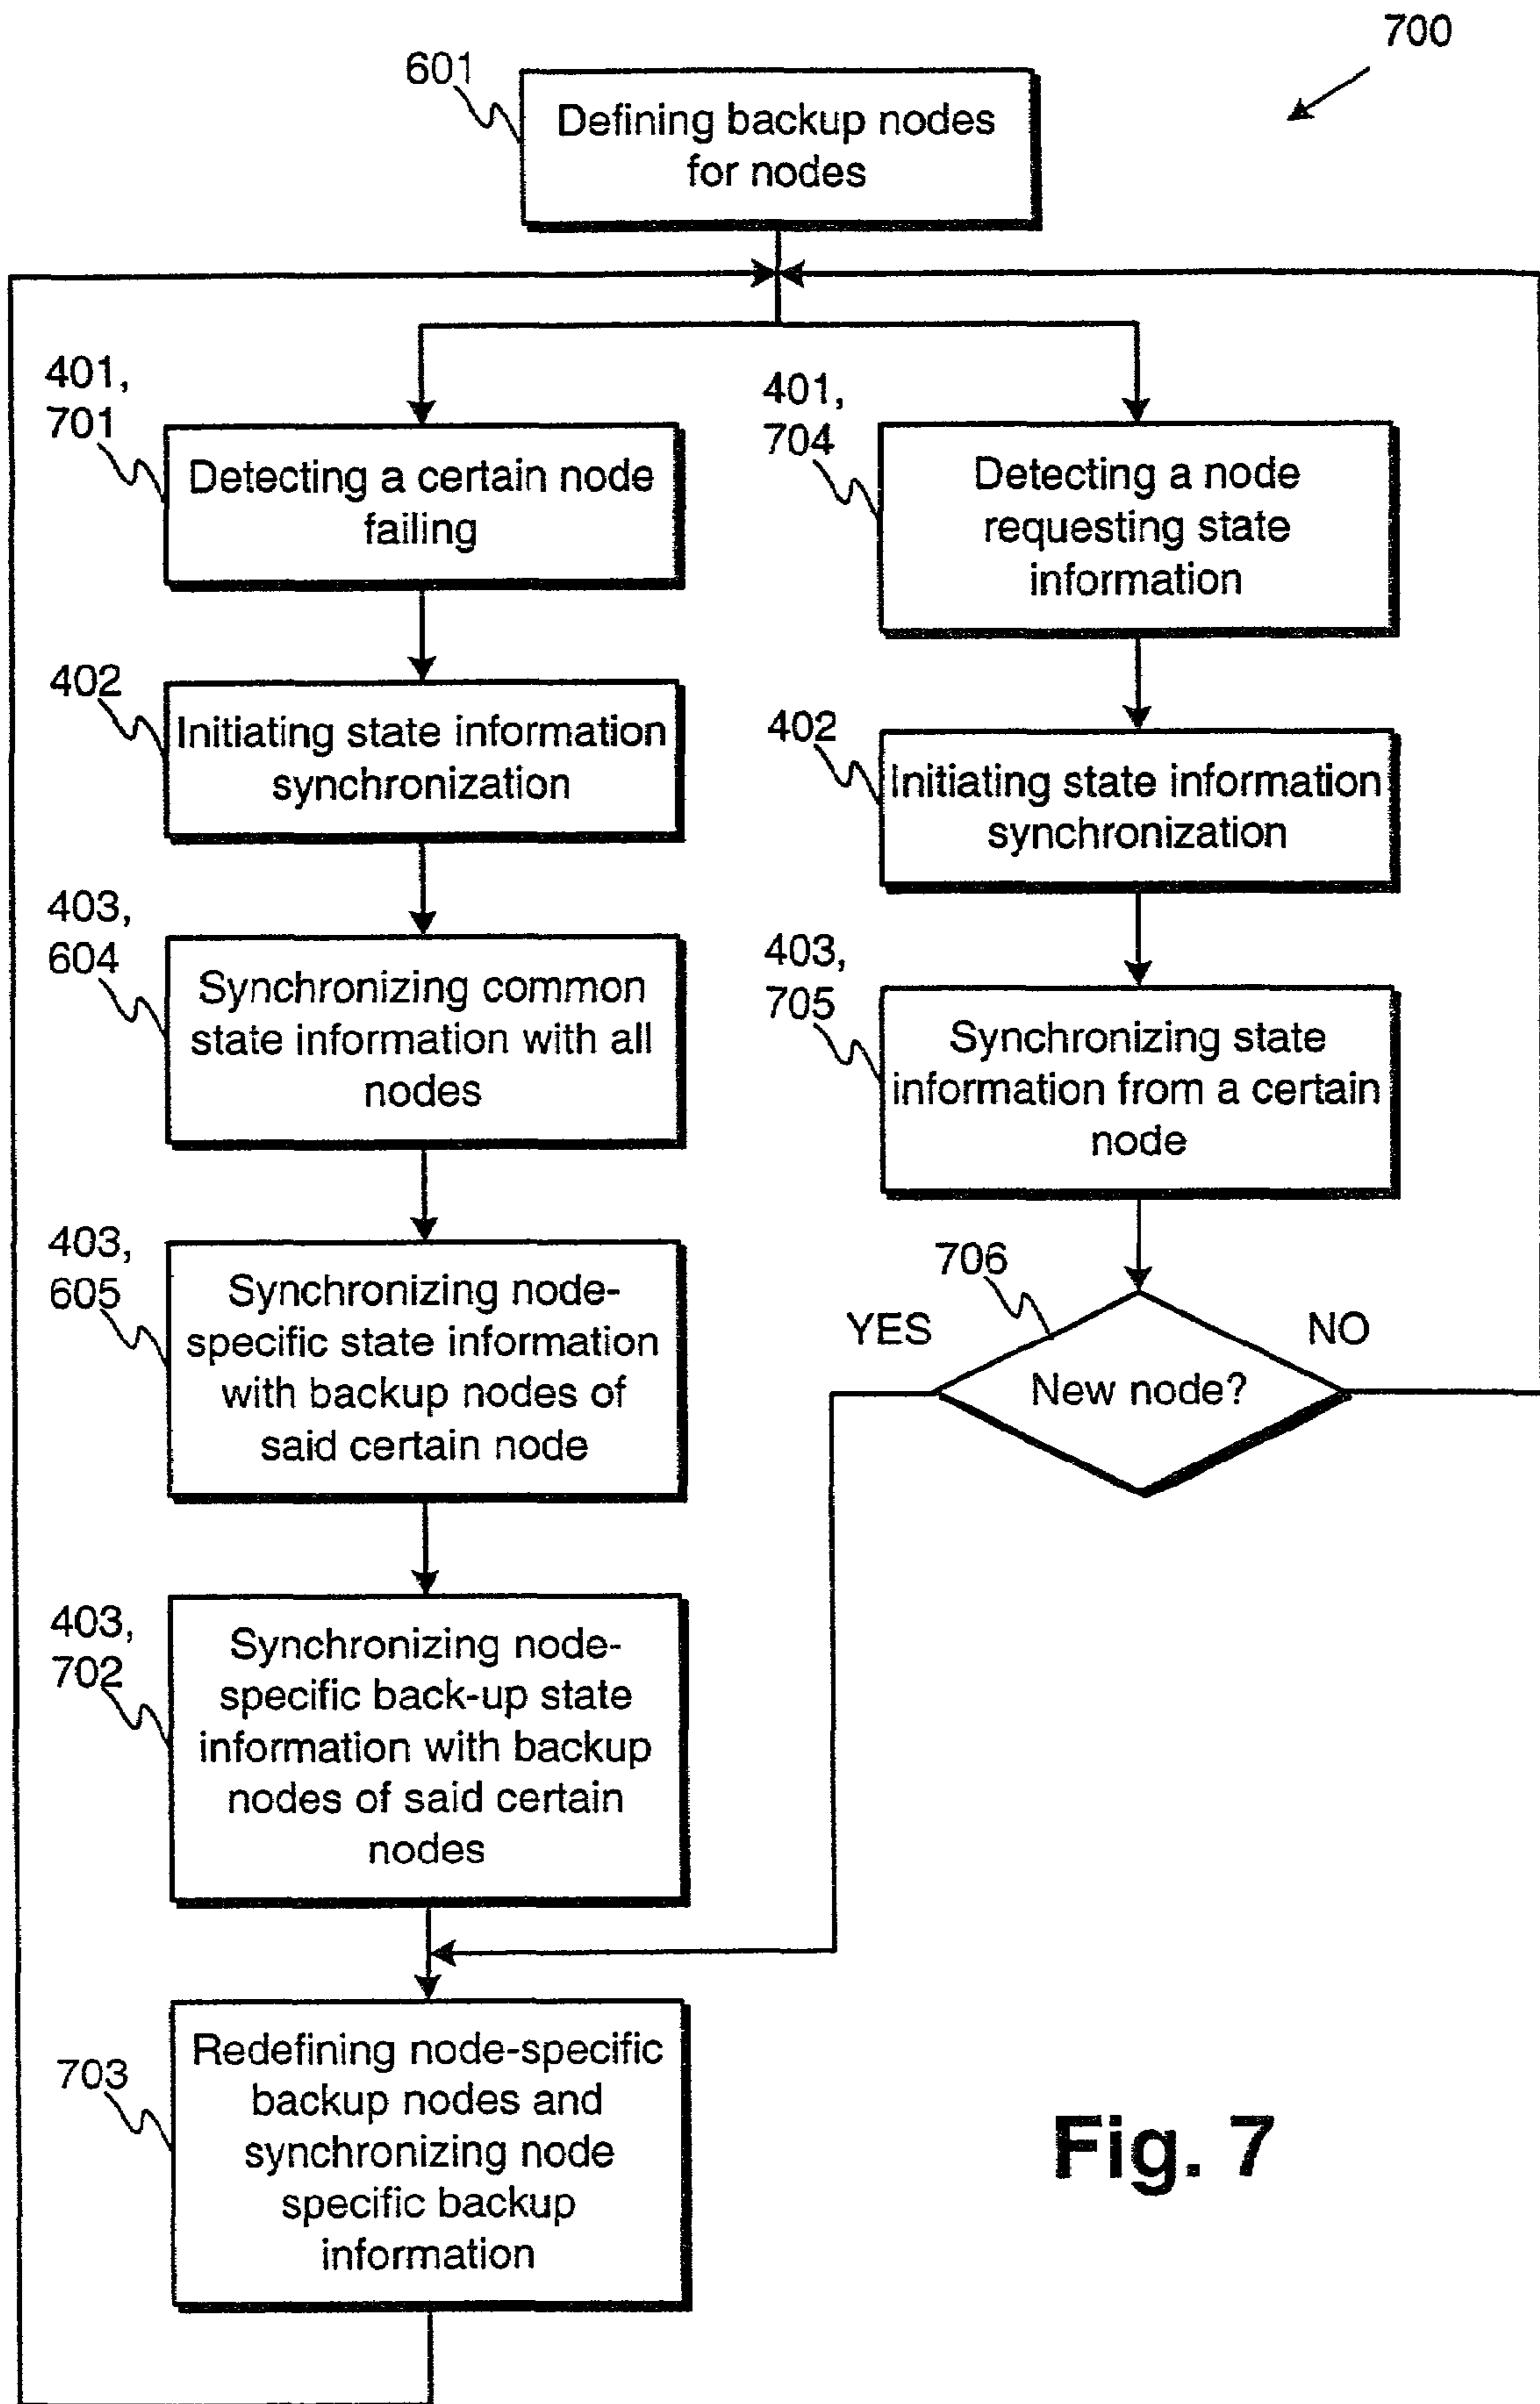 700
601
Defining backup nodes
for nodes
401,
701
Detecting a certain node
failing
402
Initiating state information
synchronization
403,
604
Synchronizing common
state information with all
nodes
403,
605
Synchronizing node-
specific state information
with backup nodes of
said certain node
403,
702
Synchronizing node-
specific back-up state
information with backup
nodes of said certain
nodes
703
Redefining node-specific
backup nodes and
synchronizing node
specific backup
information
401,
704
Detecting a node
requesting state
information
402
Initiating state information
synchronization
403,
705
Synchronizing state
information from a certain
node
706
YES
NO
New node?
Fig. 7